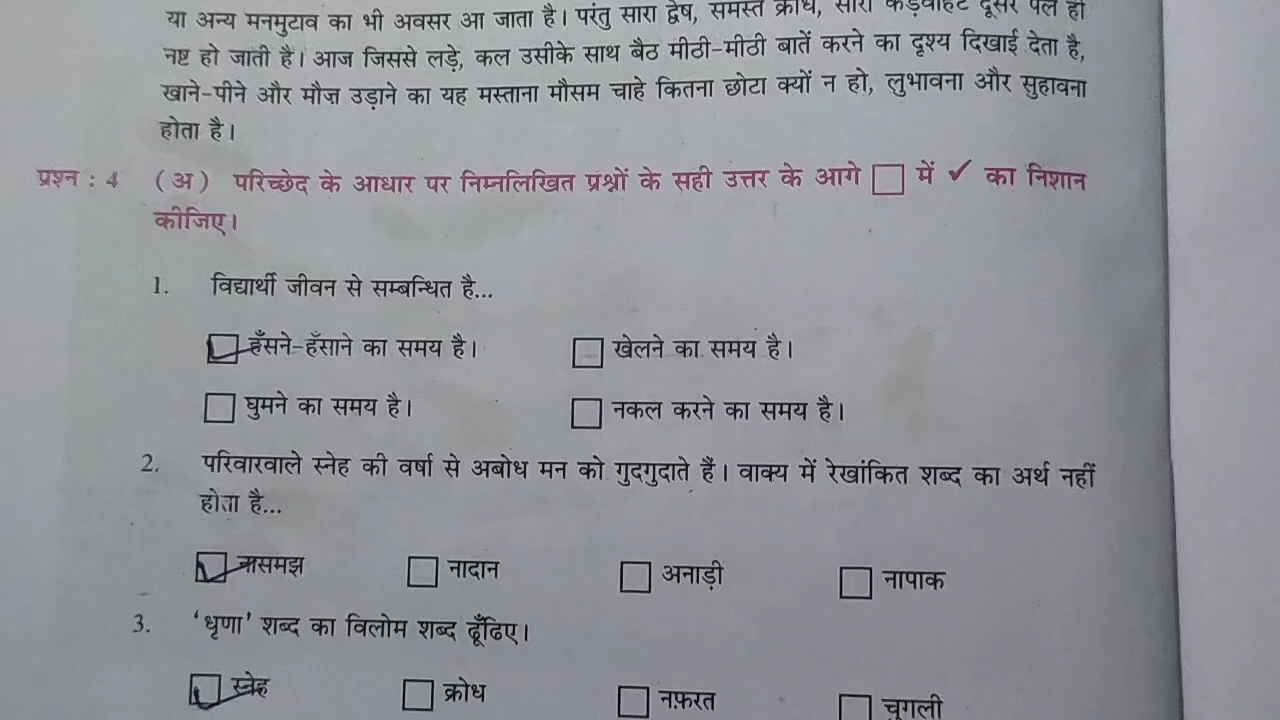 या अन्य मनमुटाव का भी अवसर आ जाता है। परंतु सारा द्वेष, समस्त क्रोध, सारी कड़वाहट दूसरे पल ही
नष्ट हो जाती है। आज जिससे लड़े, कल उसीके साथ बैठ मीठी-मीठी बातें करने का दृश्य दिखाई देता है,
खाने-पीने और मौज़ उड़ाने का यह मस्ताना मौसम चाहे कितना छोटा क्यों न हो, लुभावना और सुहावना
होता है।
प्रश्न : 4 (अ) परिच्छेद के आधार पर निम्नलिखित प्रश्नों के सही उत्तर के आगे □ में ✓ का निशान
कीजिए।
1. विद्यार्थी जीवन से सम्बन्धित है...
हँसने-हँसाने का समय है। खेलने का समय है।
घुमने का समय है। नकल करने का समय है।
2. परिवारवाले स्नेह की वर्षा से अबोध मन को गुदगुदाते हैं। वाक्य में रेखांकित शब्द का अर्थ नहीं
होता है...
नासमझ नादान अनाड़ी नापाक
3. 'धृणा' शब्द का विलोम शब्द ढूँढिए।
स्नेह क्रोध नफ़रत चुगली